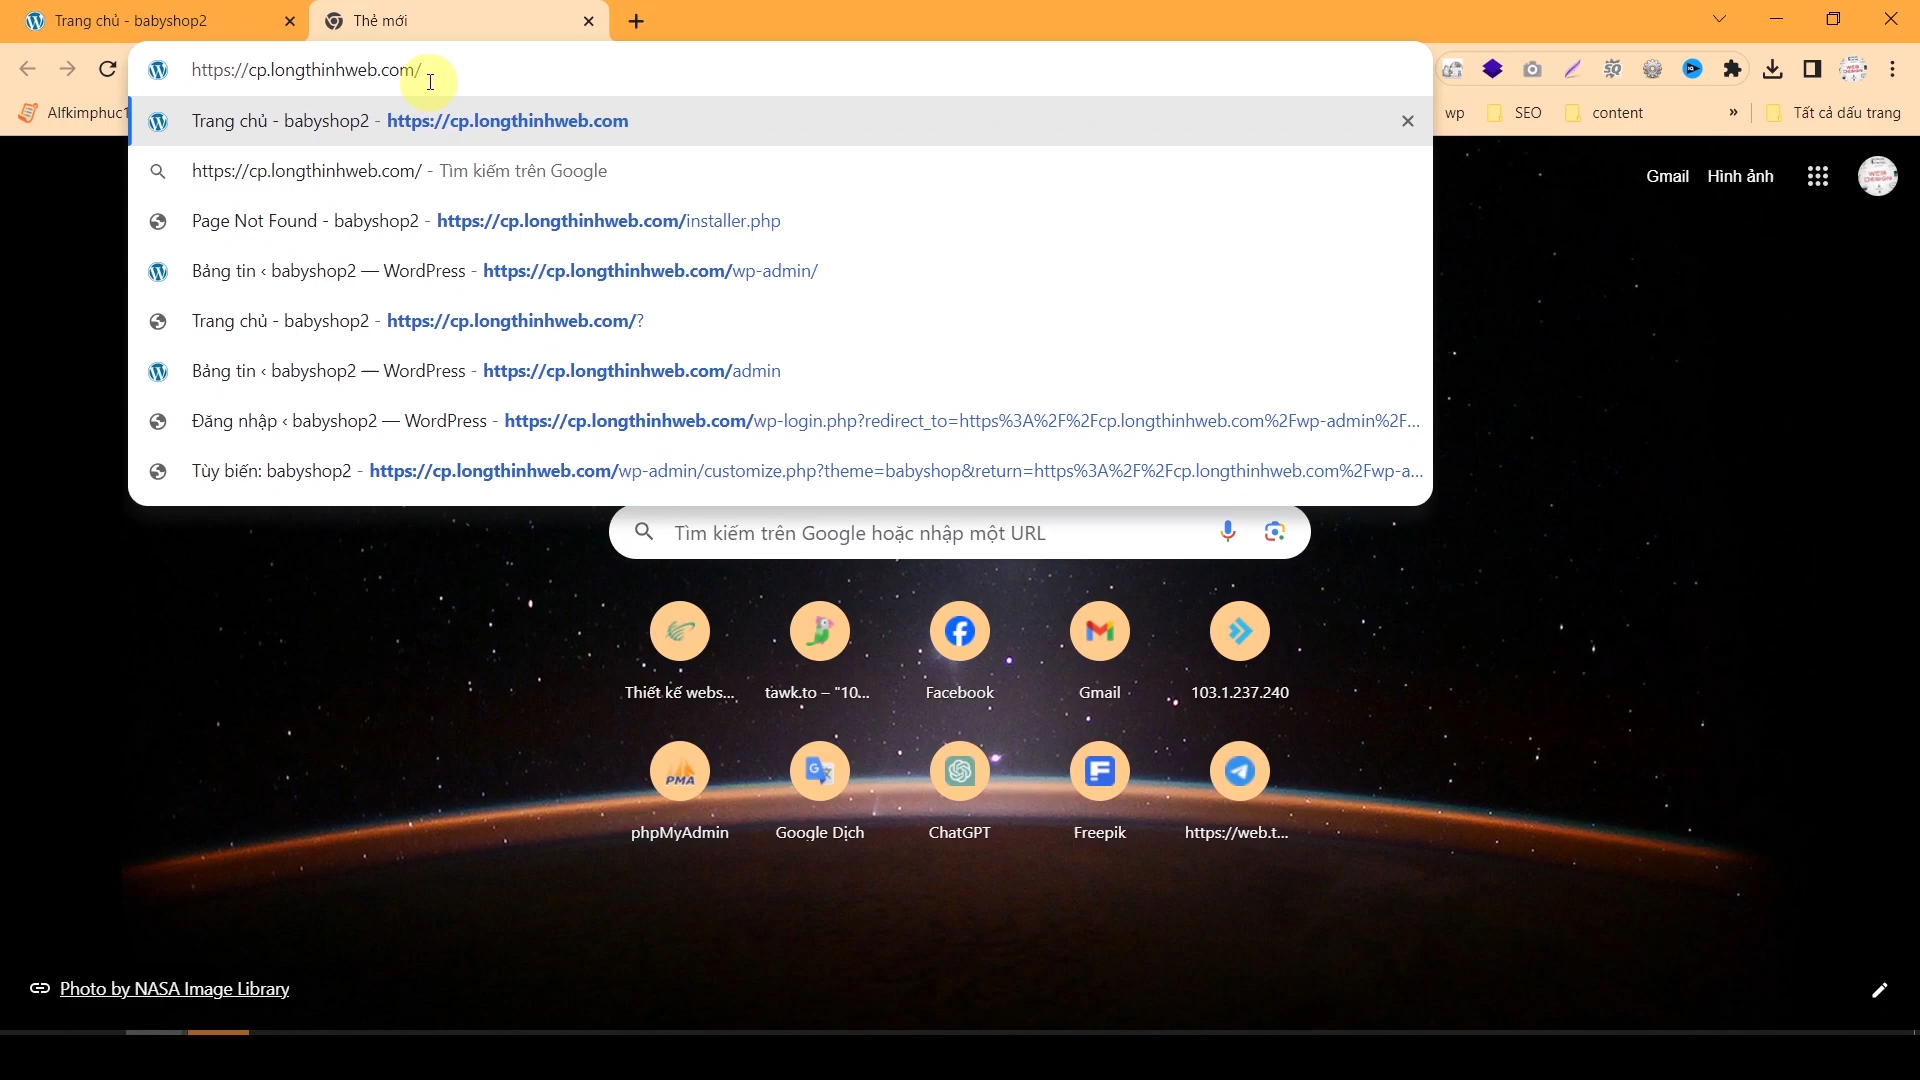 Trang chủ - babyshop2
Thẻ mới
https://cp.longthinhweb.com/
Alfkimphuc1
wp
SEO
content
»
Tất cả dấu trang
Trang chủ - babyshop2 - https://cp.longthinhweb.com
https://cp.longthinhweb.com/ - Tìm kiếm trên Google
Page Not Found - babyshop2 - https://cp.longthinhweb.com/installer.php
Bảng tin ‹ babyshop2 — WordPress - https://cp.longthinhweb.com/wp-admin/
Trang chủ - babyshop2 - https://cp.longthinhweb.com/?
Bảng tin ‹ babyshop2 — WordPress - https://cp.longthinhweb.com/admin
Đăng nhập ‹ babyshop2 — WordPress - https://cp.longthinhweb.com/wp-login.php?redirect_to=https%3A%2F%2Fcp.longthinhweb.com%2Fwp-admin%2F...
Tùy biến: babyshop2 - https://cp.longthinhweb.com/wp-admin/customize.php?theme=babyshop&return=https%3A%2F%2Fcp.longthinhweb.com%2Fwp-a...
Gmail
Hình ảnh
Tìm kiếm trên Google hoặc nhập một URL
Thiết kế webs...
tawk.to – "10...
Facebook
Gmail
103.1.237.240
PMA
phpMyAdmin
Google Dịch
ChatGPT
Freepik
https://web.t...
Photo by NASA Image Library